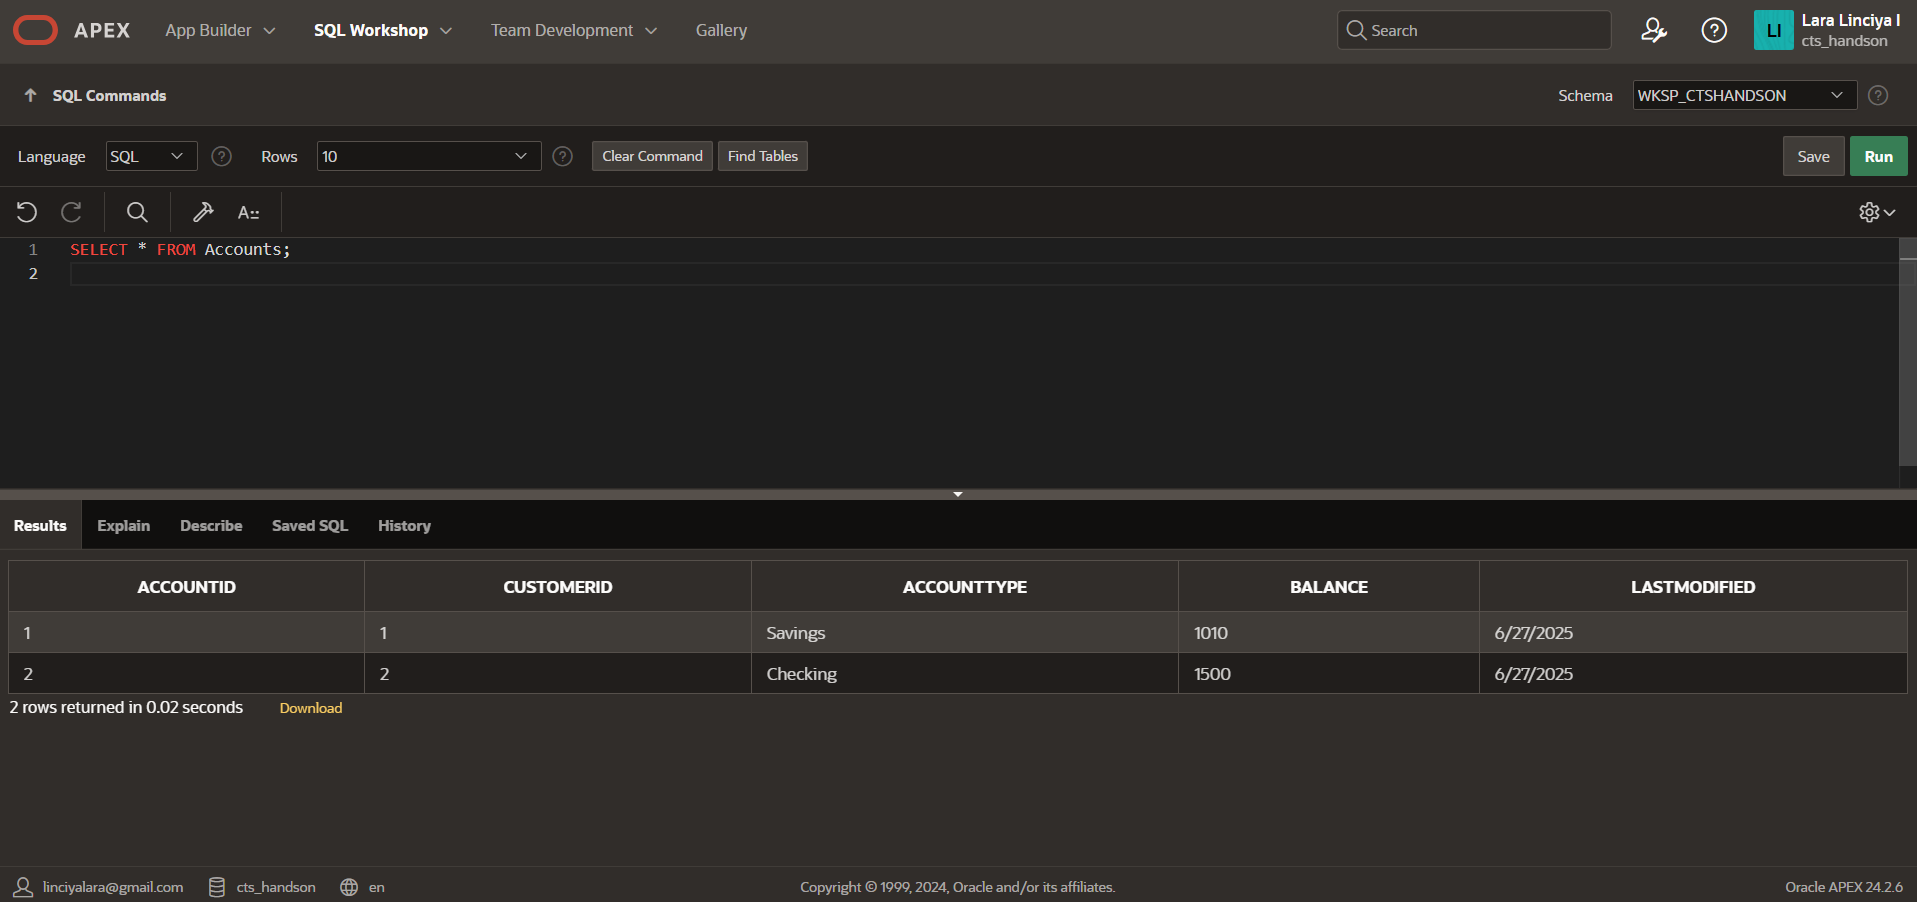 APEX App Builder SQL Workshop Team Development Gallery Search LI Lara Linciya I
cts_handson
SQL Commands Schema WKSP_CTSHANDSON ?
Language SQL ? Rows 10 ? Clear Command Find Tables Save Run
A::
1 SELECT * FROM Accounts;
2
Results Explain Describe Saved SQL History
ACCOUNTID CUSTOMERID ACCOUNTTYPE BALANCE LASTMODIFIED
1 1 Savings 1010 6/27/2025
2 2 Checking 1500 6/27/2025
2 rows returned in 0.02 seconds Download
linciyalara@gmail.com cts_handson en Copyright © 1999, 2024, Oracle and/or its affiliates. Oracle APEX 24.2.6